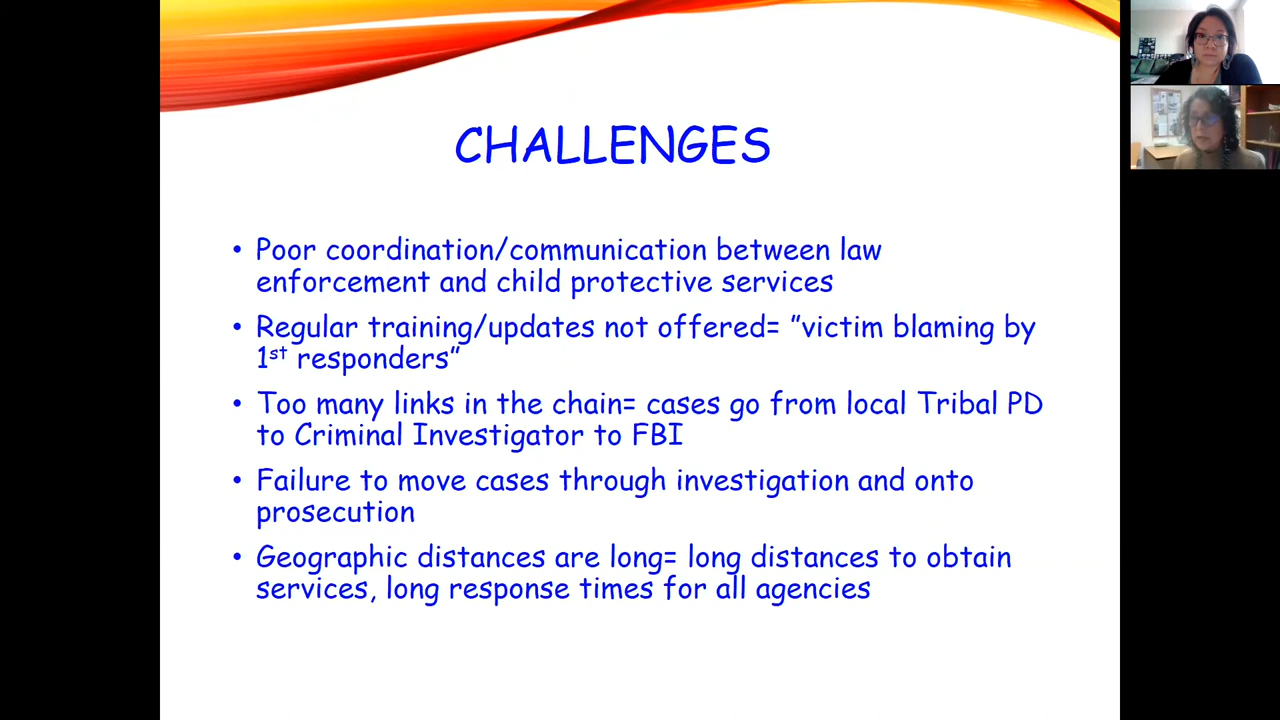 CHALLENGES
• Poor coordination/communication between law
enforcement and child protective services
• Regular training/updates not offered= ”victim blaming by
1st responders”
• Too many links in the chain= cases go from local Tribal PD
to Criminal Investigator to FBI
• Failure to move cases through investigation and onto
prosecution
• Geographic distances are long= long distances to obtain
services, long response times for all agencies